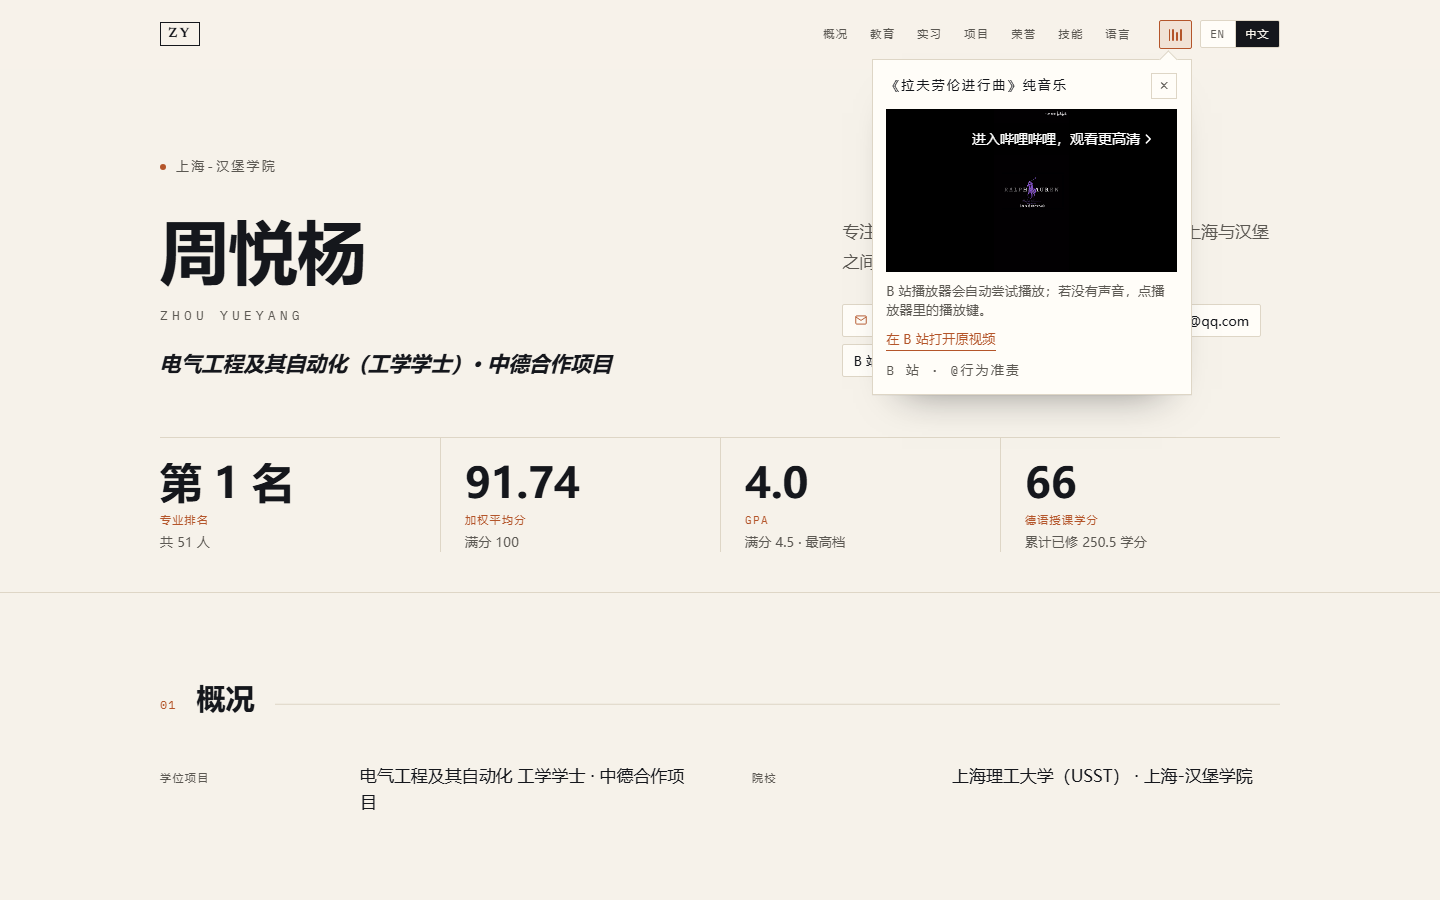 ZY
概况 教育 实习 项目 荣誉 技能 语言
EN 中文
《拉夫劳伦进行曲》纯音乐
×
进入哔哩哔哩，观看更高清
B 站播放器会自动尝试播放；若没有声音，点播
放器里的播放键。
在 B 站打开原视频
B 站 · @行为准责
上海-汉堡学院
周悦杨
ZHOU YUEYANG
电气工程及其自动化（工学学士）· 中德合作项目
专注
上海与汉堡
之间
@qq.com
B 站
第 1 名
专业排名
共 51 人
91.74
加权平均分
满分 100
4.0
GPA
满分 4.5 · 最高档
66
德语授课学分
累计已修 250.5 学分
01 概况
学位项目
电气工程及其自动化 工学学士 · 中德合作项
目
院校
上海理工大学（USST） · 上海-汉堡学院